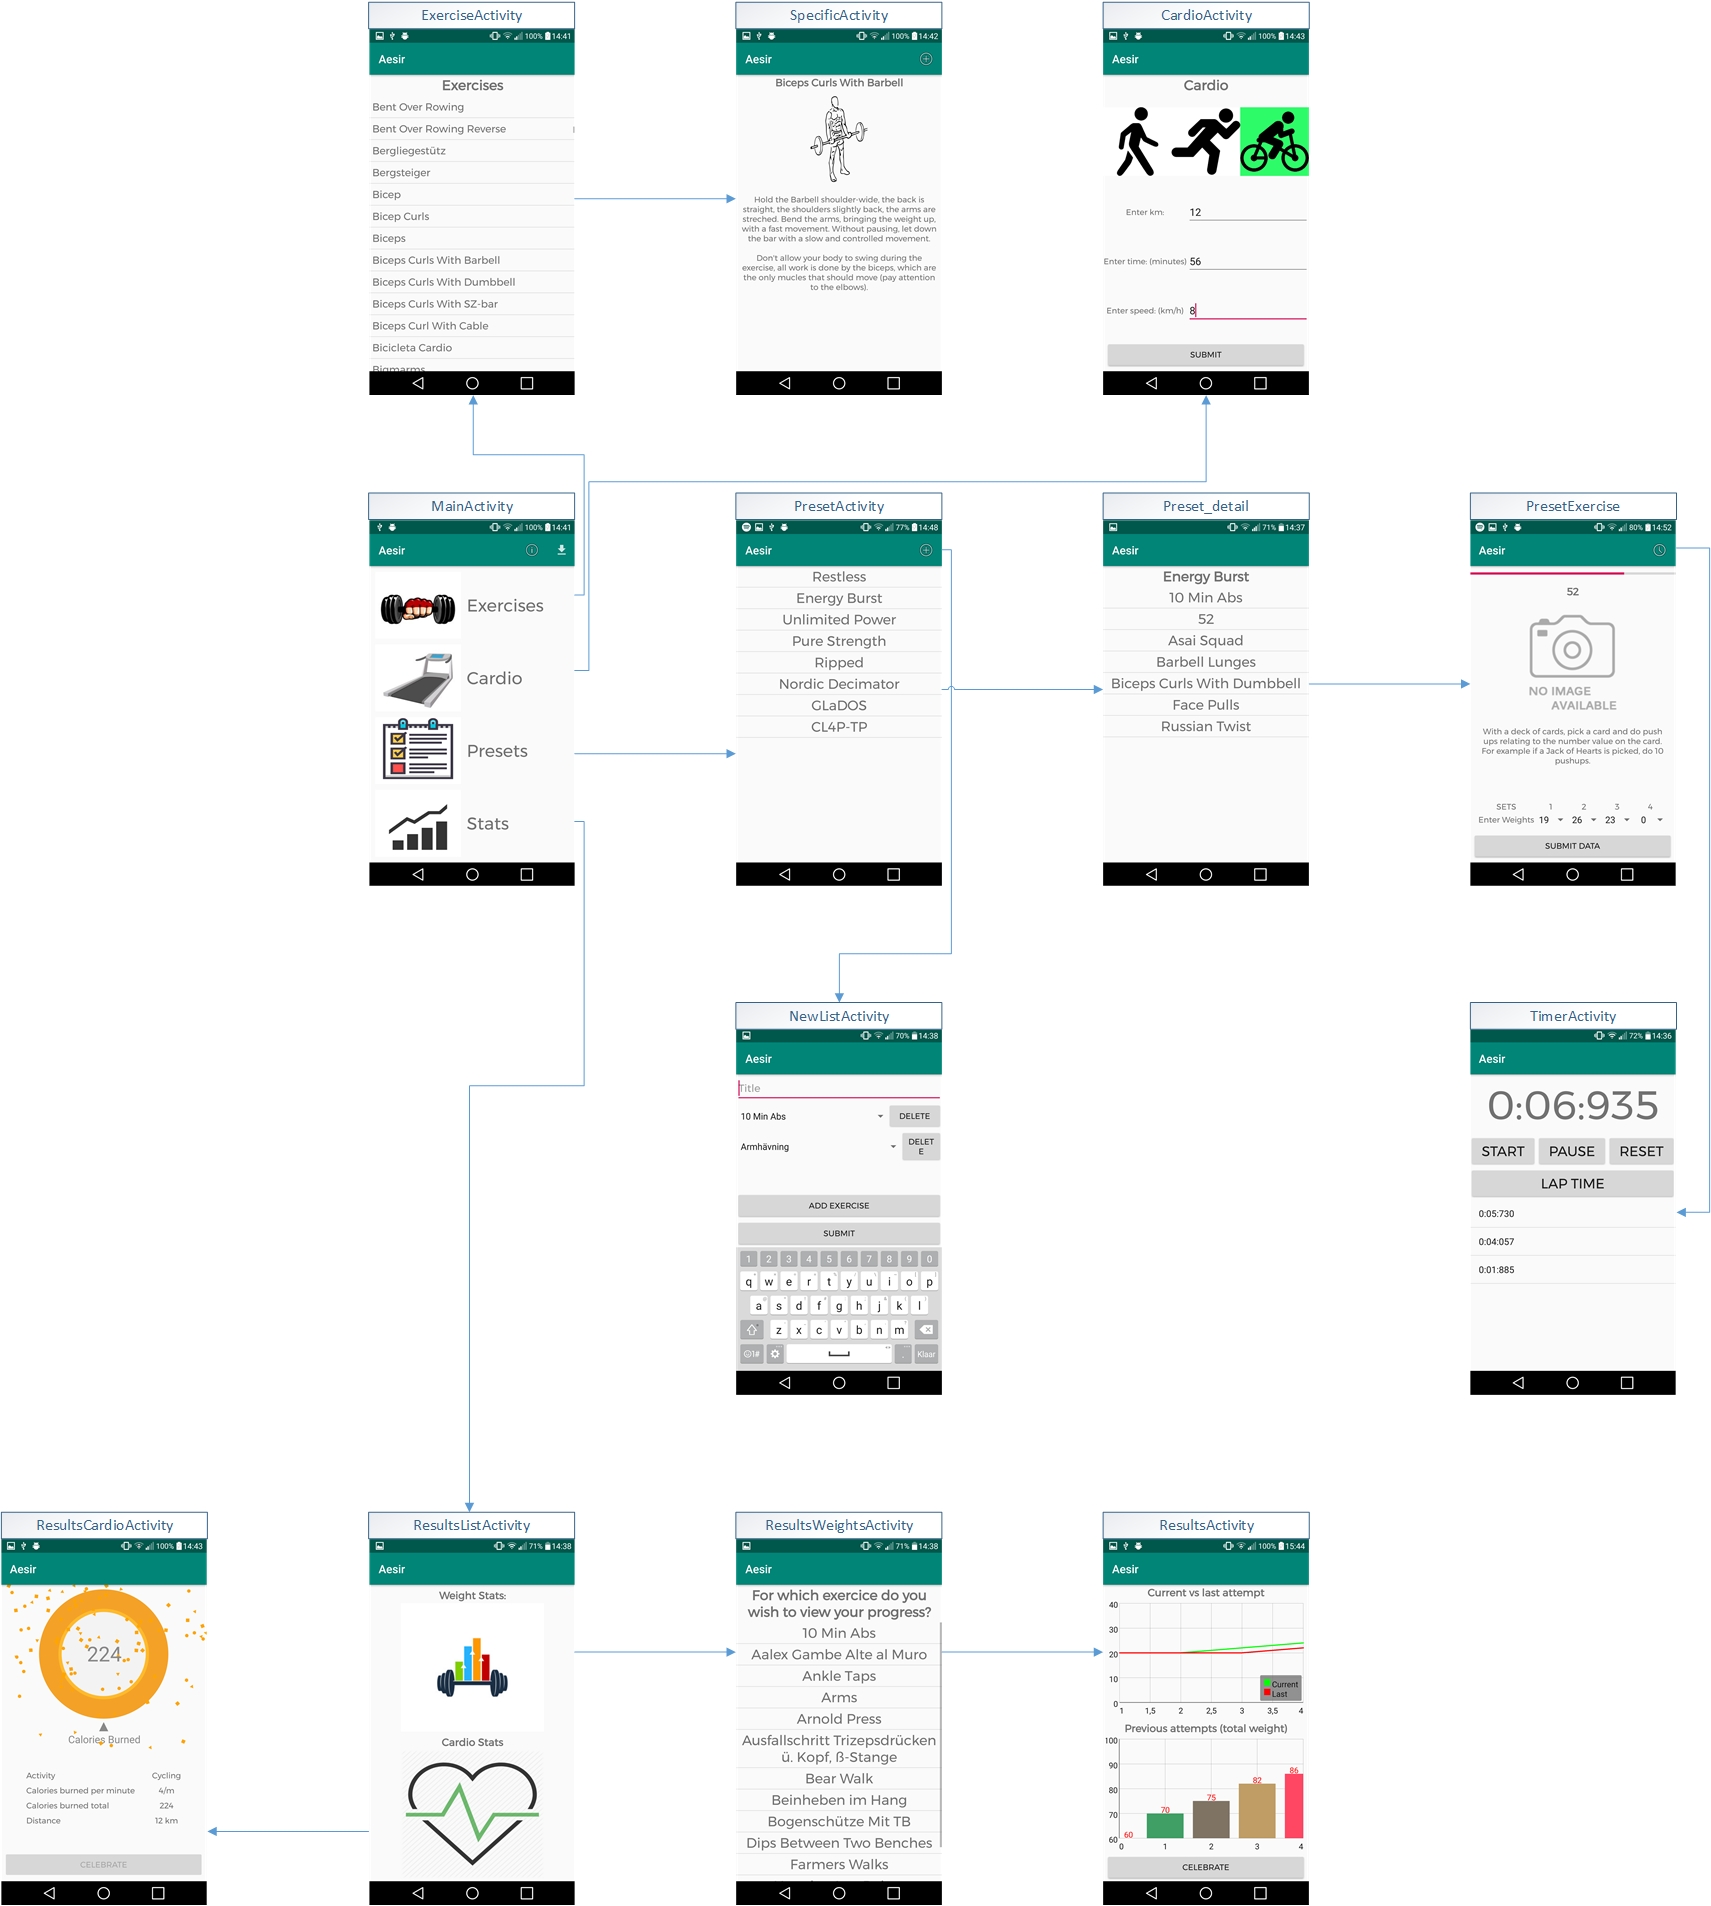 ExerciseActivity
100% 14:41
Aesir
Exercises
Bent Over Rowing
Bent Over Rowing Reverse
Bergliegestütz
Bergsteiger
Bicep
Bicep Curls
Biceps
Biceps Curls With Barbell
Biceps Curls With Dumbbell
Biceps Curls With SZ-bar
Biceps Curl With Cable
Bicicleta Cardio
Bigmarms
SpecificActivity
100% 14:42
Aesir
Biceps Curls With Barbell
Hold the Barbell shoulder-wide, the back is
straight, the shoulders slightly back, the arms are
streched. Bend the arms, bringing the weight up,
with a fast movement. Without pausing, let down
the bar with a slow and controlled movement.
Don't allow your body to swing during the
exercise, all work is done by the biceps, which are
the only mucles that should move (pay attention
to the elbows).
CardioActivity
100% 14:43
Aesir
Cardio
Enter km: 12
Enter time: (minutes) 56
Enter speed: (km/h) 8
SUBMIT
MainActivity
100% 14:41
Aesir
Exercises
Cardio
Presets
Stats
PresetActivity
77% 14:48
Aesir
Restless
Energy Burst
Unlimited Power
Pure Strength
Ripped
Nordic Decimator
GLaDOS
CL4P-TP
Preset_detail
71% 14:37
Aesir
Energy Burst
10 Min Abs
52
Asai Squad
Barbell Lunges
Biceps Curls With Dumbbell
Face Pulls
Russian Twist
PresetExercise
80% 14:52
Aesir
52
NO IMAGE
AVAILABLE
With a deck of cards, pick a card and do push
ups relating to the number value on the card.
For example if a Jack of Hearts is picked, do 10
pushups.
SETS 1 2 3 4
Enter Weights 19 26 23 0
SUBMIT DATA
NewListActivity
70% 14:38
Aesir
Title
10 Min Abs DELETE
Armhävning DELET
E
ADD EXERCISE
SUBMIT
1 2 3 4 5 6 7 8 9 0
q w e r t y u i o p
a s d f g h j k l
z x c v b n m
1# . Klaar
TimerActivity
72% 14:36
Aesir
0:06:935
START PAUSE RESET
LAP TIME
0:05:730
0:04:057
0:01:885
ResultsCardioActivity
100% 14:43
Aesir
224
Calories Burned
Activity Cycling
Calories burned per minute 4/m
Calories burned total 224
Distance 12 km
CELEBRATE
ResultsListActivity
71% 14:38
Aesir
Weight Stats:
Cardio Stats
ResultsWeightsActivity
71% 14:38
Aesir
For which exercice do you
wish to view your progress?
10 Min Abs
Aalex Gambe Alte al Muro
Ankle Taps
Arms
Arnold Press
Ausfallschritt Trizepsdrücken
ü. Kopf, ß-Stange
Bear Walk
Beinheben im Hang
Bogenschütze Mit TB
Dips Between Two Benches
Farmers Walks
ResultsActivity
100% 15:44
Aesir
Current vs last attempt
40
30
20
10
0
1 1,5 2 2,5 3 3,5 4
Current
Last
Previous attempts (total weight)
100
90
80
70
60
60 70 75 82 86
0 1 2 3 4
CELEBRATE